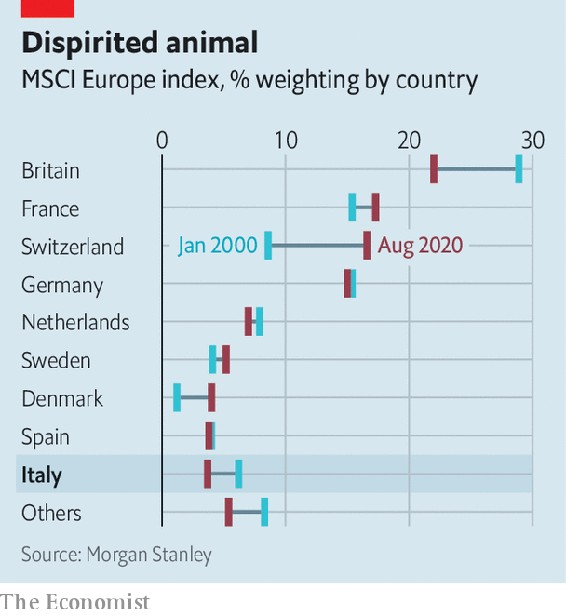 Dispirited animal
MSCI Europe index, % weighting by country
0 10 20 30
Britain
France
Switzerland Jan 2000 Aug 2020
Germany
Netherlands
Sweden
Denmark
Spain
Italy
Others
Source: Morgan Stanley
The Economist